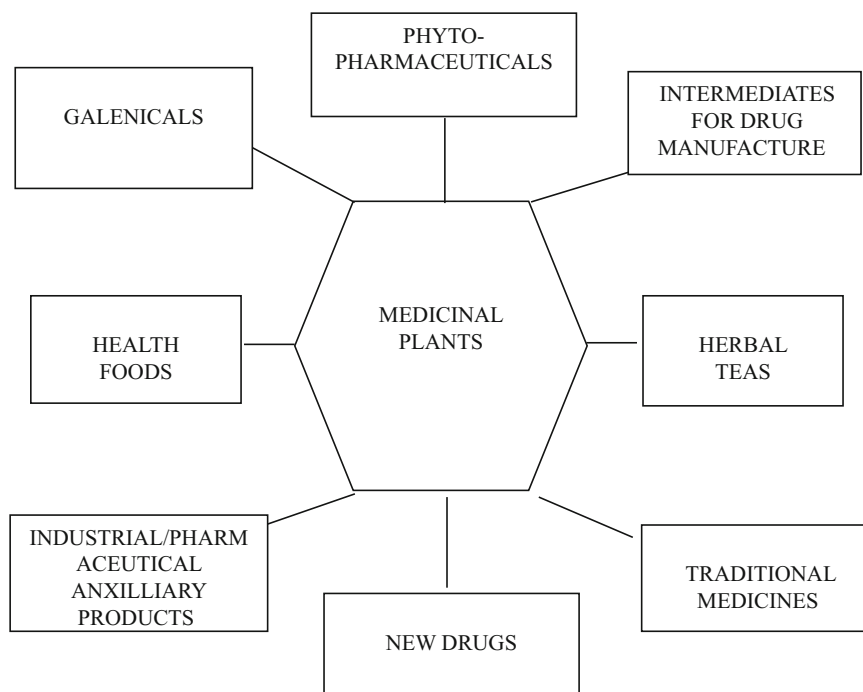 PHYTO-
PHARMACEUTICALS
GALENICALS
INTERMEDIATES
FOR DRUG
MANUFACTURE
MEDICINAL
PLANTS
HEALTH
FOODS
HERBAL
TEAS
INDUSTRIAL/PHARM
ACEUTICAL
ANXILLIARY
PRODUCTS
NEW DRUGS
TRADITIONAL
MEDICINES